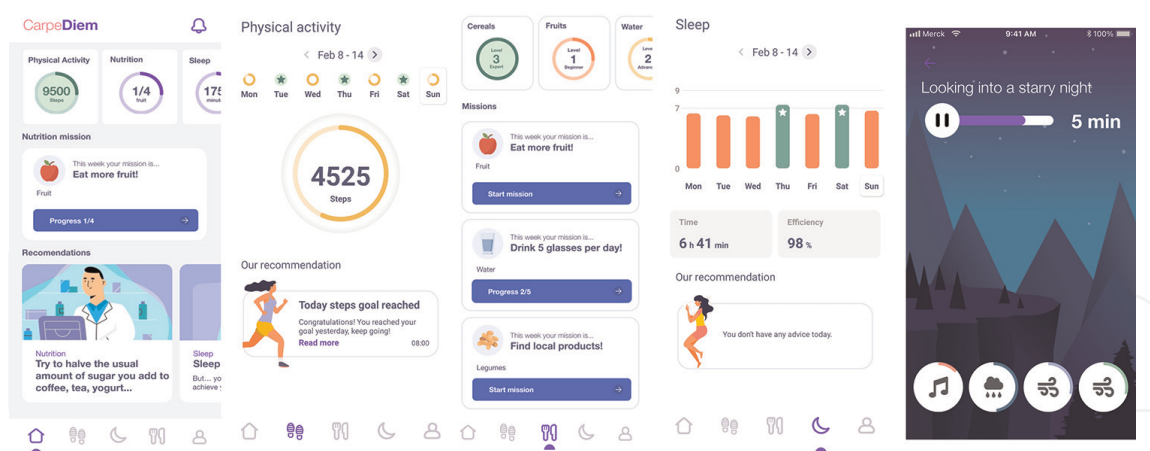 CarpeDiem
Physical Activity
Nutrition
Sleep
9500
Steps
1/4
fruit
Nutrition mission
This week your mission is...
Eat more fruit!
Fruit
Progress 1/4
Recomendations
Nutrition
Try to halve the usual
amount of sugar you add to
coffee, tea, yogurt...
Sleep
Sleep
But... yo
achieve
Physical activity
Feb 8 - 14
Mon Tue Wed Thu Fri Sat Sun
4525
Steps
Our recommendation
Today steps goal reached
Congratulations! You reached your
goal yesterday, keep going!
Read more 08:00
Cereals
Fruits
Water
Level
3
Expert
Level
1
Beginner
2
Missions
This week your mission is...
Eat more fruit!
Fruit
Start mission
This week your mission is...
Drink 5 glasses per day!
Water
Progress 2/5
This week your mission is...
Find local products!
Legumes
Start mission
Sleep
Feb 8 - 14
9
7
0
Mon Tue Wed Thu Fri Sat Sun
Time
6 h 41 min
Efficiency
98 %
Our recommendation
You don't have any advice today.
Merck 9:41 AM 100%
Looking into a starry night
5 min